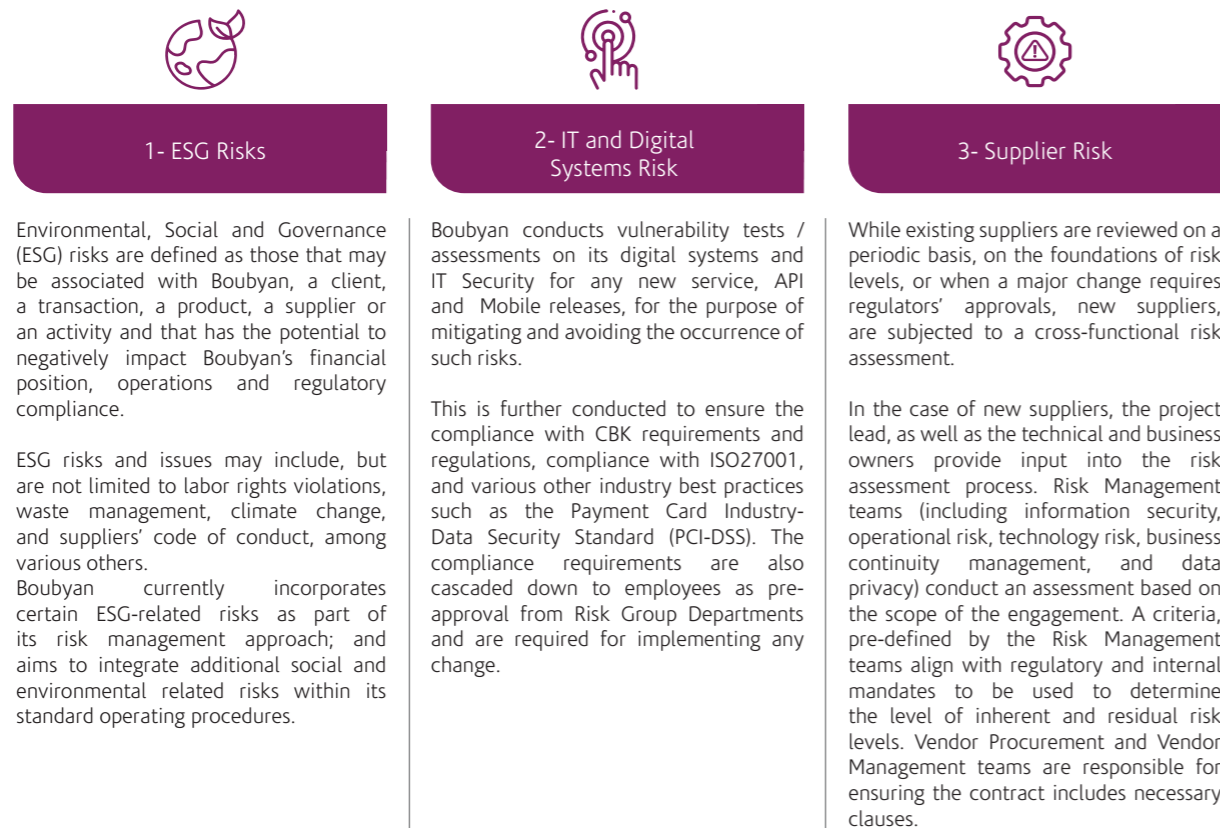 1- ESG Risks
Environmental, Social and Governance
(ESG) risks are defined as those that may
be associated with Boubyan, a client,
a transaction, a product, a supplier or
an activity and that has the potential to
negatively impact Boubyan's financial
position, operations and regulatory
compliance.
ESG risks and issues may include, but
are not limited to labor rights violations,
waste management, climate change,
and suppliers' code of conduct, among
various others.
Boubyan currently incorporates
certain ESG-related risks as part of
its risk management approach; and
aims to integrate additional social and
environmental related risks within its
standard operating procedures.
2- IT and Digital
Systems Risk
Boubyan conducts vulnerability tests /
assessments on its digital systems and
IT Security for any new service, API
and Mobile releases, for the purpose of
mitigating and avoiding the occurrence of
such risks.
This is further conducted to ensure the
compliance with CBK requirements and
regulations, compliance with ISO27001,
and various other industry best practices
such as the Payment Card Industry-
Data Security Standard (PCI-DSS). The
compliance requirements are also
cascaded down to employees as pre-
approval from Risk Group Departments
and are required for implementing any
change.
3- Supplier Risk
While existing suppliers are reviewed on a
periodic basis, on the foundations of risk
levels, or when a major change requires
regulators' approvals, new suppliers,
are subjected to a cross-functional risk
assessment.
In the case of new suppliers, the project
lead, as well as the technical and business
owners provide input into the risk
assessment process. Risk Management
teams (including information security,
operational risk, technology risk, business
continuity management, and data
privacy) conduct an assessment based on
the scope of the engagement. A criteria,
pre-defined by the Risk Management
teams align with regulatory and internal
mandates to be used to determine
the level of inherent and residual risk
levels. Vendor Procurement and Vendor
Management teams are responsible for
ensuring the contract includes necessary
clauses.